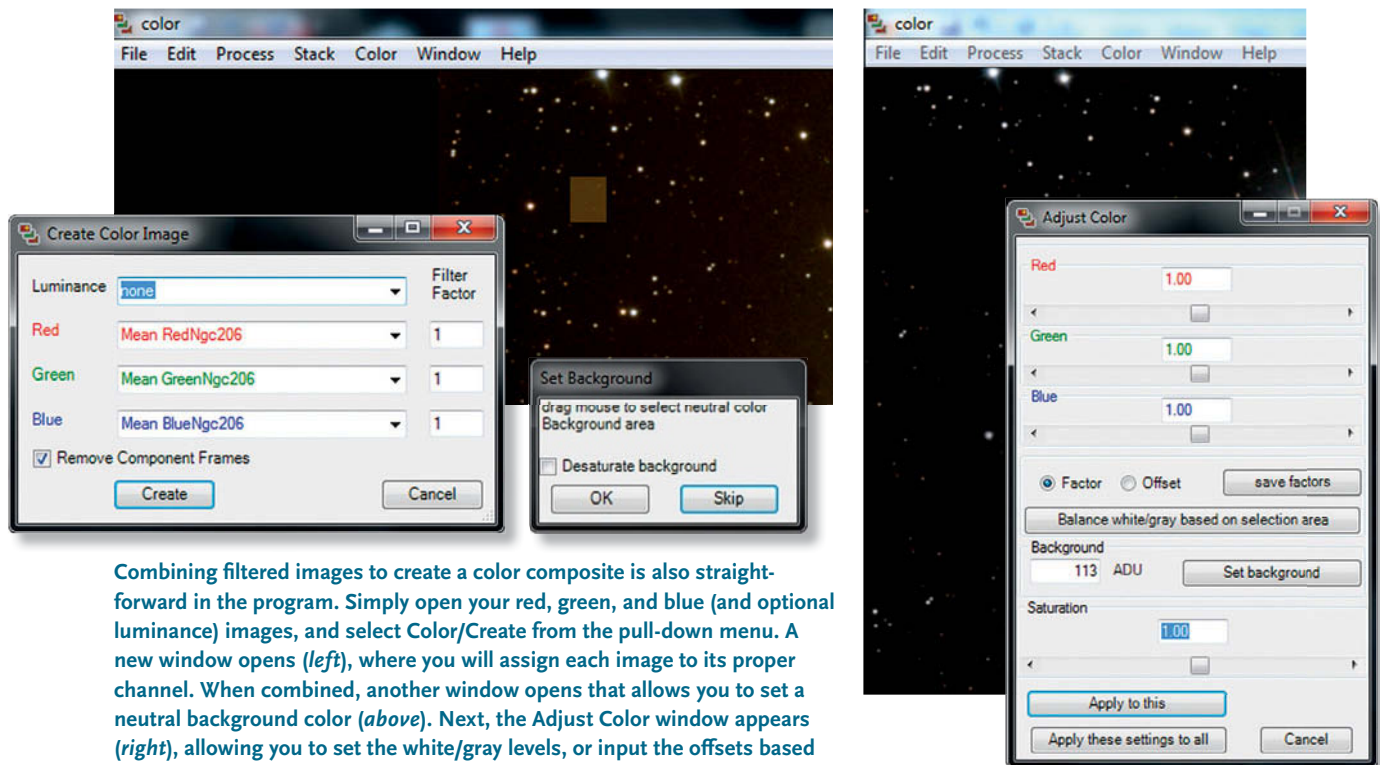 color
File Edit Process Stack Color Window Help
Create Color Image
Luminance none Filter
Factor
Red Mean RedNgc206 1
Green Mean GreenNgc206 1
Blue Mean BlueNgc206 1
Remove Component Frames
Create Cancel
Set Background
drag mouse to select neutral color
Background area
Desaturate background
OK Skip
Combining filtered images to create a color composite is also straight-
forward in the program. Simply open your red, green, and blue (and optional
luminance) images, and select Color/Create from the pull-down menu. A
new window opens (left), where you will assign each image to its proper
channel. When combined, another window opens that allows you to set a
neutral background color (above). Next, the Adjust Color window appears
(right), allowing you to set the white/gray levels, or input the offsets based
color
File Edit Process Stack Color Window Help
Adjust Color
Red
1.00
Green
1.00
Blue
1.00
Factor Offset save factors
Balance white/gray based on selection area
Background
113 ADU Set background
Saturation
1.00
Apply to this
Apply these settings to all Cancel